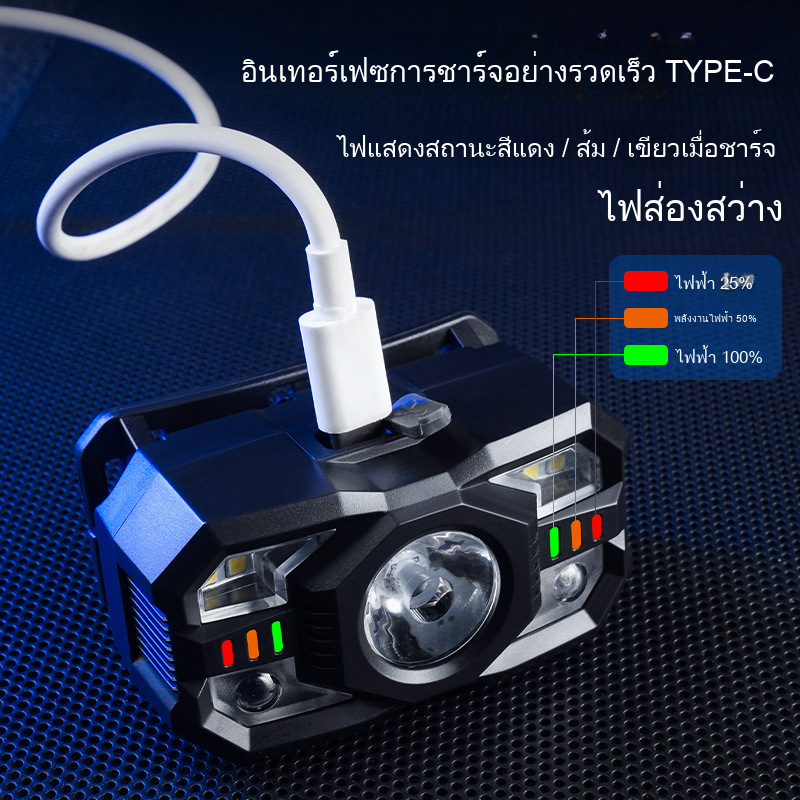 อินเทอร์เฟซการชาร์จอย่างรวดเร็ว TYPE-C
ไฟแสดงสถานะสีแดง / ส้ม / เขียวเมื่อชาร์จ
ไฟส่องสว่าง
ไฟฟ้า 25%
พลังงานไฟฟ้า 50%
ไฟฟ้า 100%